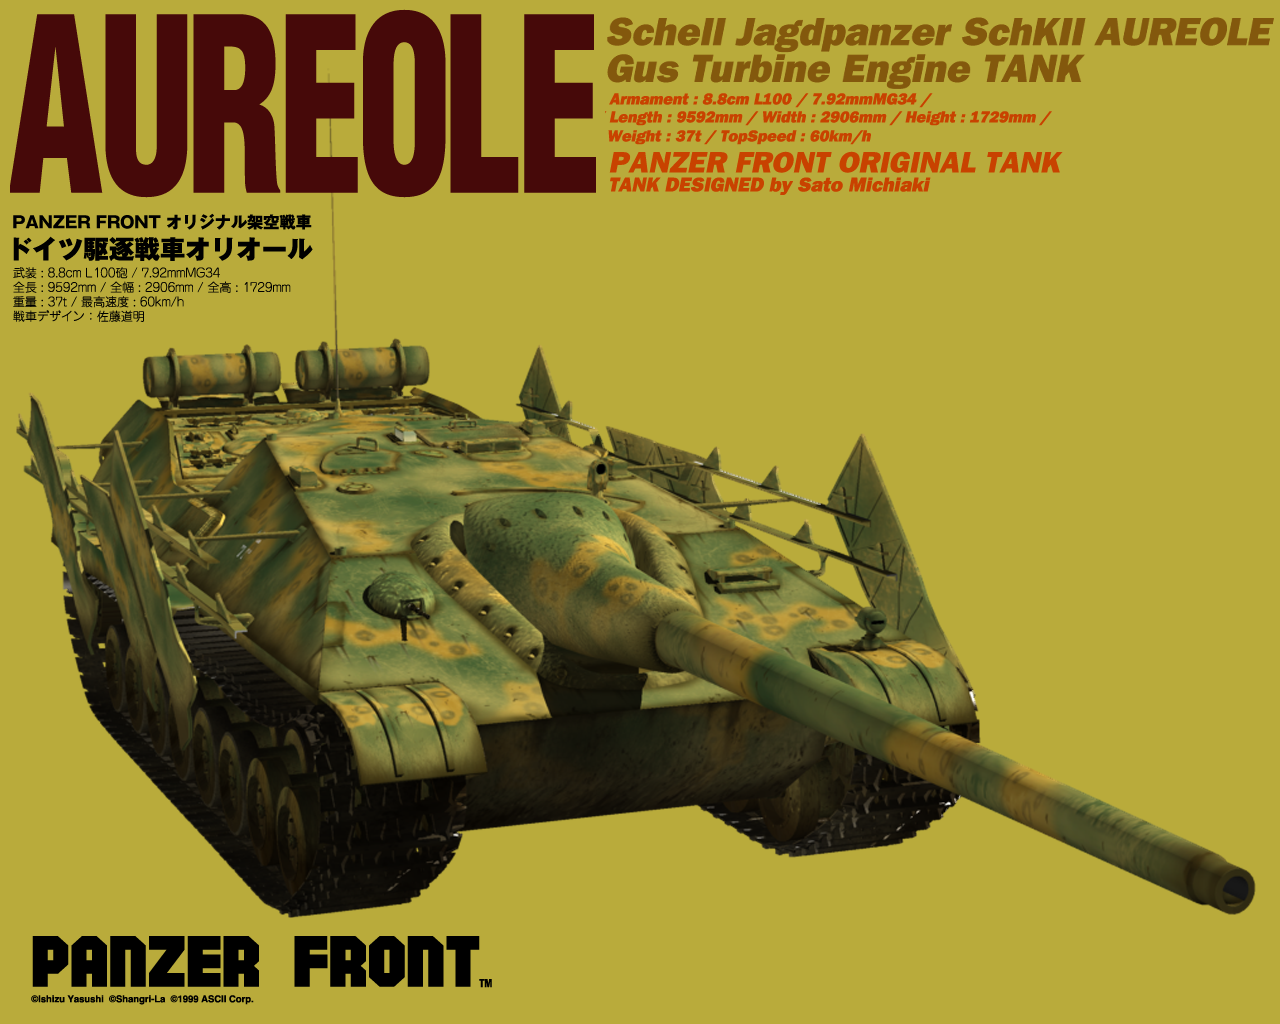 AUREOLE
Schell Jagdpanzer SchKII AUREOLE
Gus Turbine Engine TANK
Armament : 8.8cm L100 / 7.92mmMG34 /
Length : 9592mm / Width : 2906mm / Height : 1729mm /
Weight : 37t / TopSpeed : 60km/h
PANZER FRONT ORIGINAL TANK
TANK DESIGNED by Sato Michiaki
PANZER FRONT オリジナル架空戦車
ドイツ駆逐戦車オリオール
武装 : 8.8cm L100砲 / 7.92mmMG34
全長 : 9592mm / 全幅 : 2906mm / 全高 : 1729mm
重量 : 37t / 最高速度 : 60km/h
戦車デザイン : 佐藤道明
PANZER FRONT™
©Ishizu Yasushi ©Shangri-La ©1999 ASCII Corp.